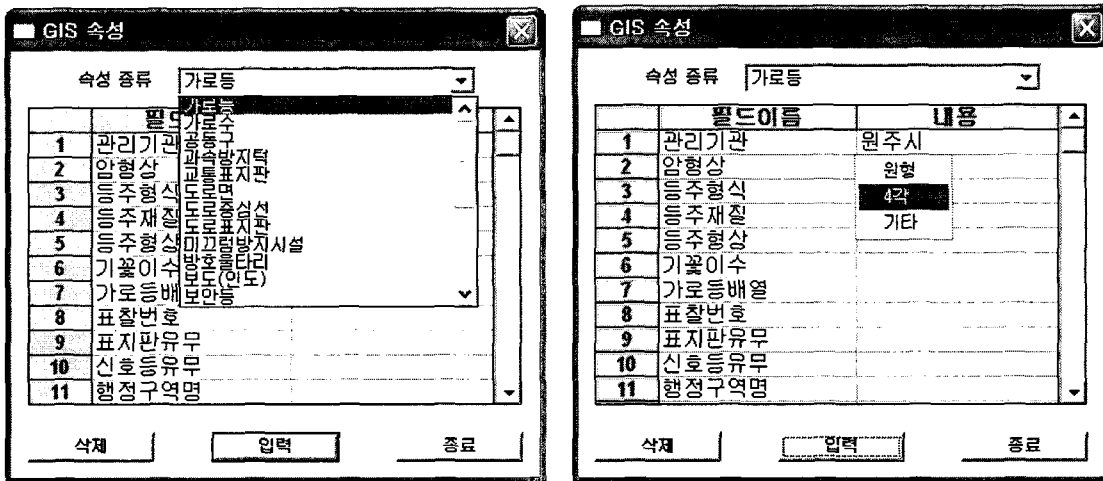 GIS 속성
속성 종류 가로등
가로등
가로수
공동구
과속방지턱
교통표지판
도로면
도로중심선
도로표지판
미끄럼방지시설
방호울타리
보도(인도)
보안등
1 관리기관
2 암형상
3 등주형식
4 등주재질
5 등주형상
6 기꽂이수
7 가로등배
8 표찰번호
9 표지판유무
10 신호등유무
11 행정구역명
삭제 입력 종료
GIS 속성
속성 종류 가로등
필드이름 내용
1 관리기관 원주시
2 암형상 원형
3 등주형식 4각
4 등주재질 기타
5 등주형상
6 기꽂이수
7 가로등배열
8 표찰번호
9 표지판유무
10 신호등유무
11 행정구역명
삭제 입력 종료